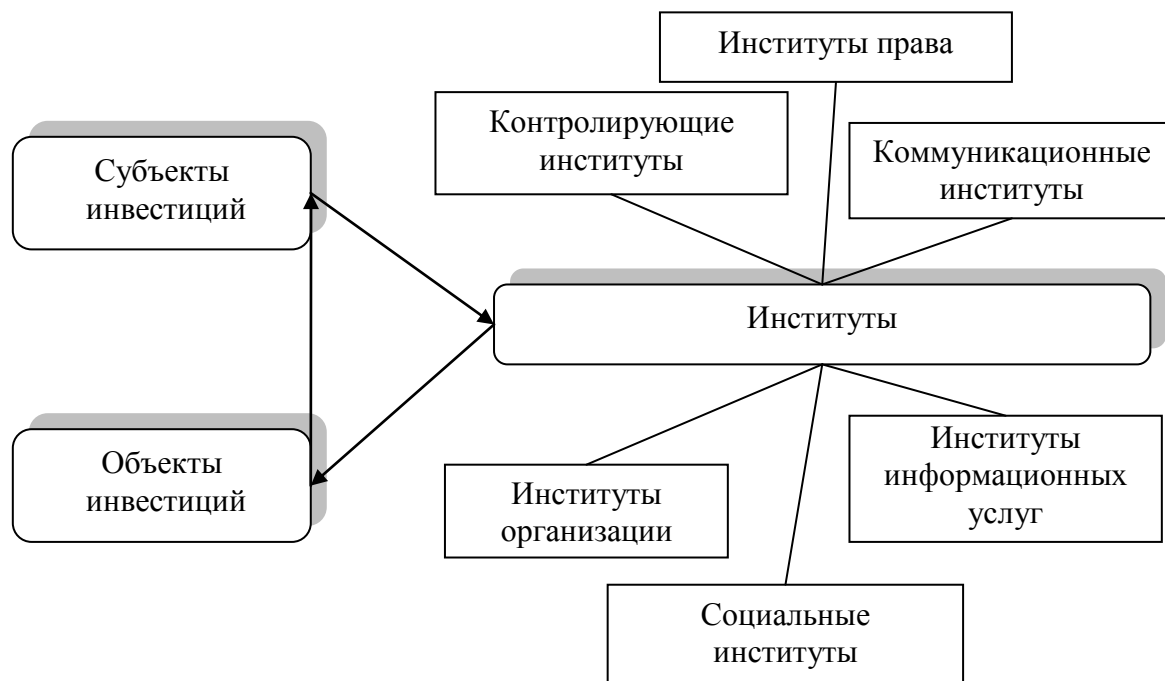 Институты права
Контролирующие
институты
Коммуникационные
институты
Субъекты
инвестиций
Институты
Объекты
инвестиций
Институты
организации
Институты
информационных
услуг
Социальные
институты